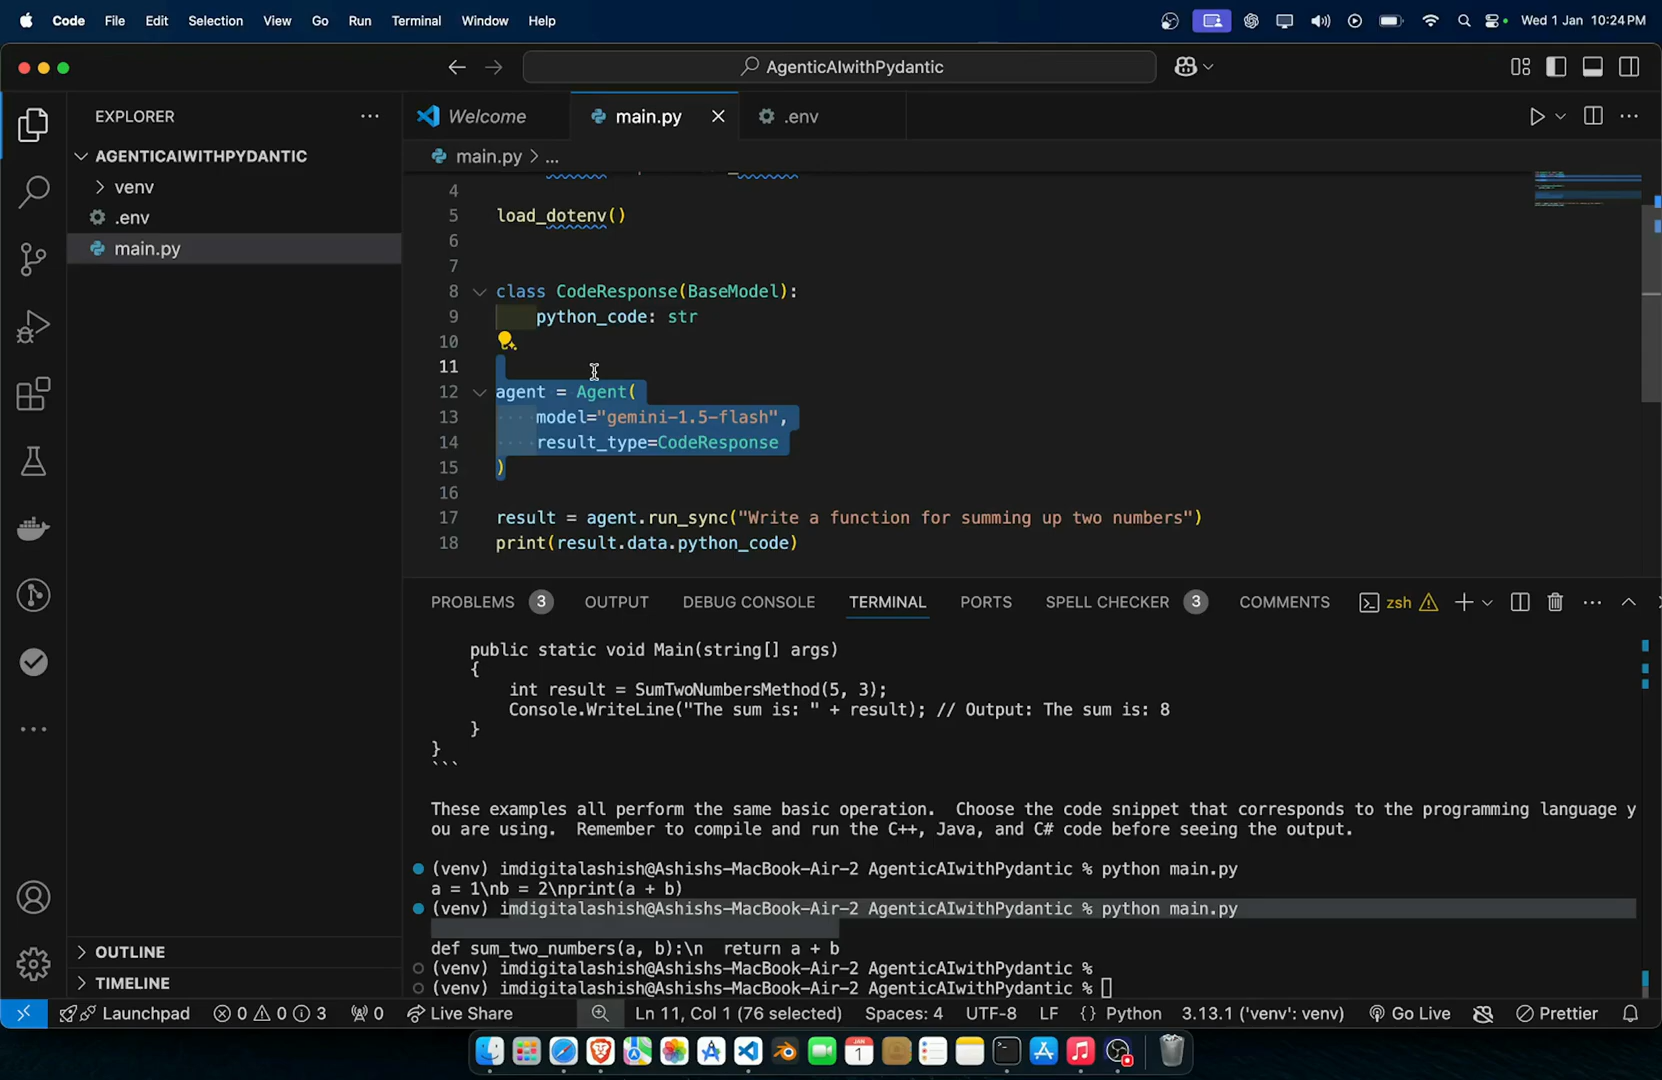 Code File Edit Selection View Go Run Terminal Window Help Wed 1 Jan 10:24 PM
AgenticAIwithPydantic
EXPLORER
Welcome main.py .env
AGENTICAIWITHPYDANTIC
main.py > ...
venv
.env
main.py
4
5 load_dotenv()
6
7
8 class CodeResponse(BaseModel):
9 python_code: str
10
11
12 agent = Agent(
13 model="gemini-1.5-flash",
14 result_type=CodeResponse
15 )
16
17 result = agent.run_sync("Write a function for summing up two numbers")
18 print(result.data.python_code)
PROBLEMS 3 OUTPUT DEBUG CONSOLE TERMINAL PORTS SPELL CHECKER 3 COMMENTS zsh
public static void Main(string[] args)
{
int result = SumTwoNumbersMethod(5, 3);
Console.WriteLine("The sum is: " + result); // Output: The sum is: 8
}
}
```
These examples all perform the same basic operation.  Choose the code snippet that corresponds to the programming language y
ou are using.  Remember to compile and run the C++, Java, and C# code before seeing the output.
(venv) imdigitalashish@Ashishs-MacBook-Air-2 AgenticAIwithPydantic % python main.py
a = 1\nb = 2\nprint(a + b)
(venv) imdigitalashish@Ashishs-MacBook-Air-2 AgenticAIwithPydantic % python main.py
def sum_two_numbers(a, b):\n  return a + b
(venv) imdigitalashish@Ashishs-MacBook-Air-2 AgenticAIwithPydantic %
(venv) imdigitalashish@Ashishs-MacBook-Air-2 AgenticAIwithPydantic %
OUTLINE
TIMELINE
Launchpad 0 0 3 0 Live Share Ln 11, Col 1 (76 selected) Spaces: 4 UTF-8 LF {} Python 3.13.1 ('venv': venv) Go Live Prettier
JAN
1